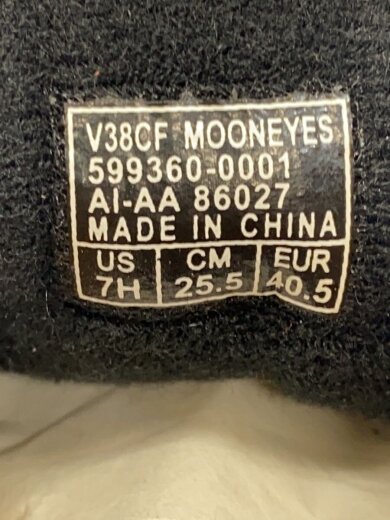 V38CF MOONEYES
599360-0001
AI-AA 86027
MADE IN CHINA
US CM EUR
7H 25.5 40.5